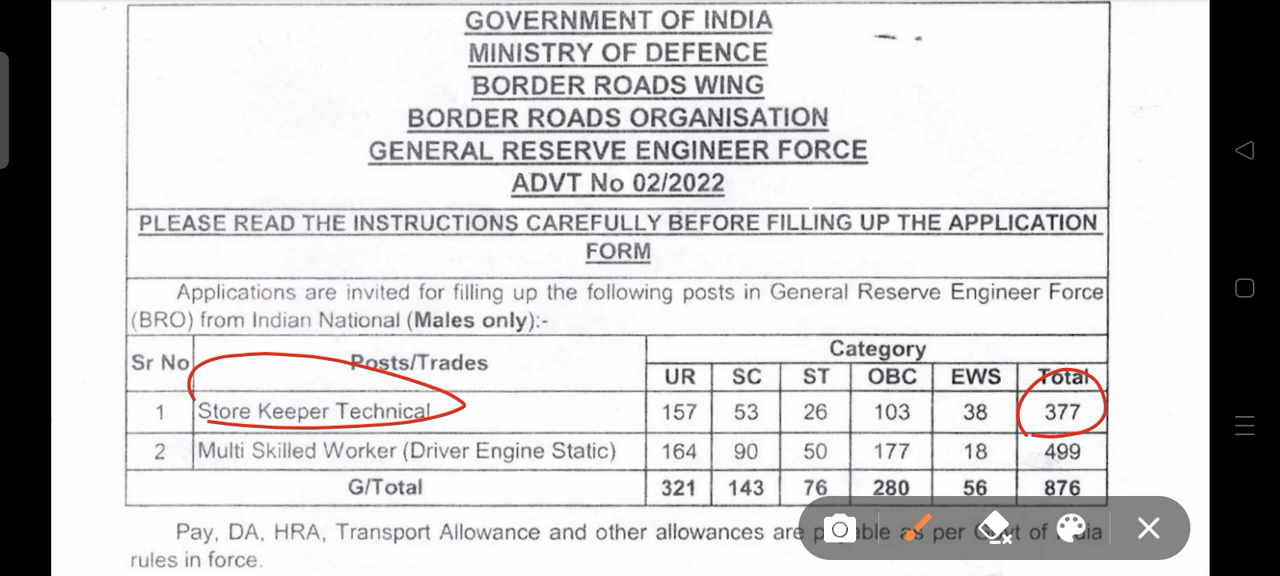 GOVERNMENT OF INDIA
MINISTRY OF DEFENCE
BORDER ROADS WING
BORDER ROADS ORGANISATION
GENERAL RESERVE ENGINEER FORCE
ADVT No 02/2022
PLEASE READ THE INSTRUCTIONS CAREFULLY BEFORE FILLING UP THE APPLICATION
FORM
Applications are invited for filling up the following posts in General Reserve Engineer Force
(BRO) from Indian National (Males only):-
Sr No Posts/Trades Category
UR SC ST OBC EWS Total
1 Store Keeper Technical 157 53 26 103 38 377
2 Multi Skilled Worker (Driver Engine Static) 164 90 50 177 18 499
G/Total 321 143 76 280 56 876
Pay, DA, HRA, Transport Allowance and other allowances are as per of
rules in force.